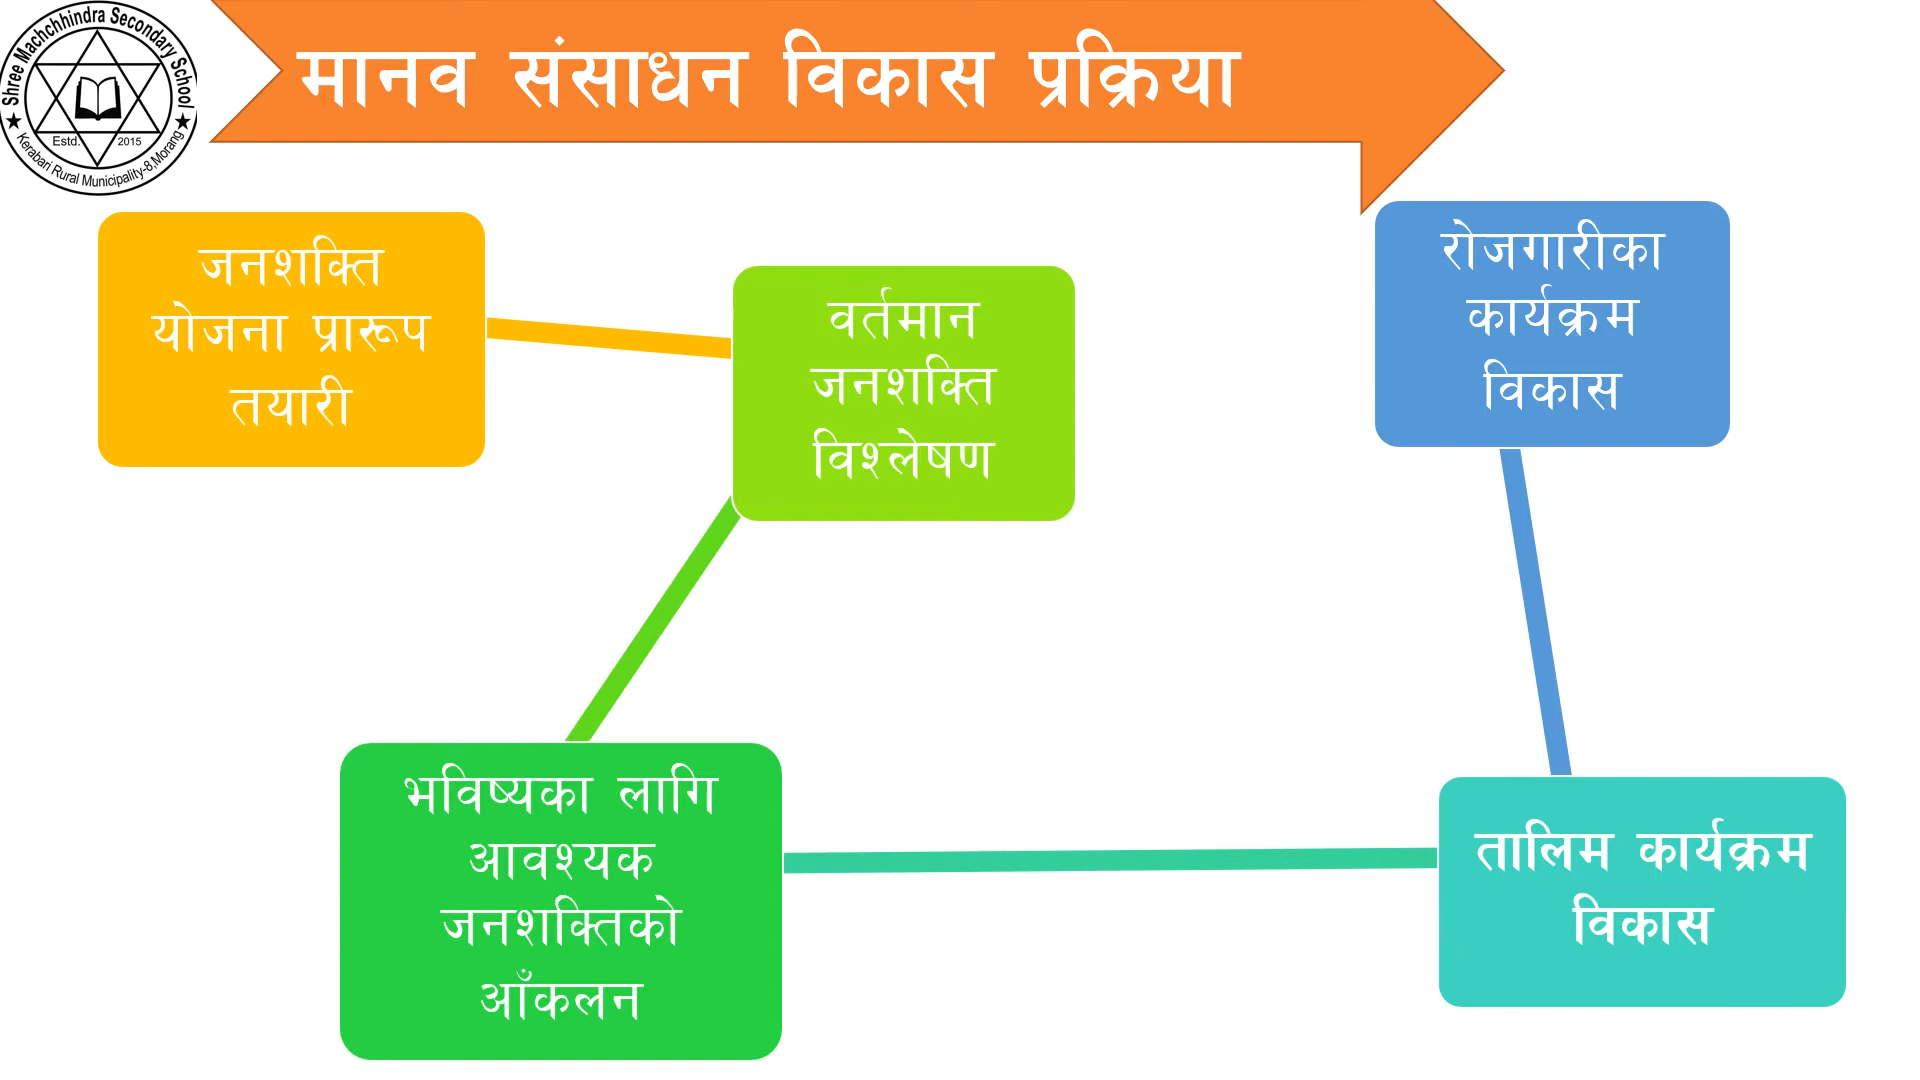 Shree Machchhindra Secondary School
Estd. 2015
Kerabari Rural Municipality-8,Morang
मानव संसाधन विकास प्रक्रिया
जनशक्ति
योजना प्रारूप
तयारी
वर्तमान
जनशक्ति
विश्लेषण
रोजगारीका
कार्यक्रम
विकास
भविष्यका लागि
आवश्यक
जनशक्तिको
आँकलन
तालिम कार्यक्रम
विकास